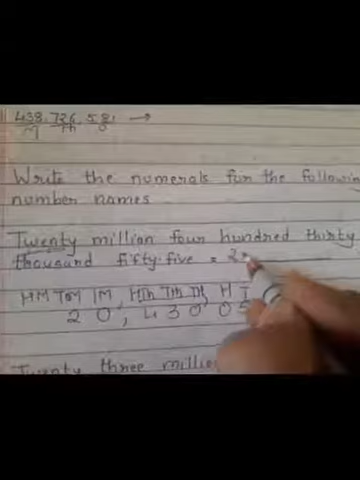 438,726,581 →
M Th O
Write the numerals for the following
number names
Twenty million four hundred thirty
thousand fifty-five = 2
HM TM M, HTh TTh Th, H T
2 0, 4 3 0 0 5
Twenty three million